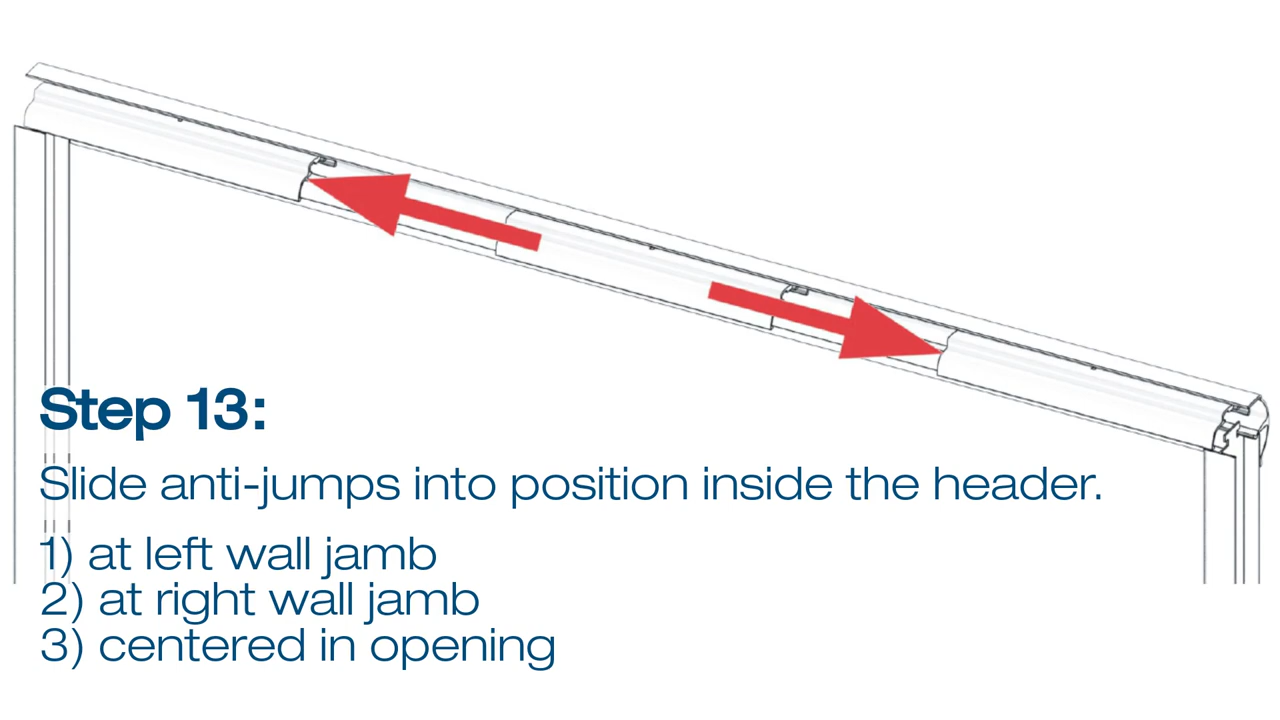 Step 13:
Slide anti-jumps into position inside the header.
1) at left wall jamb
2) at right wall jamb
3) centered in opening